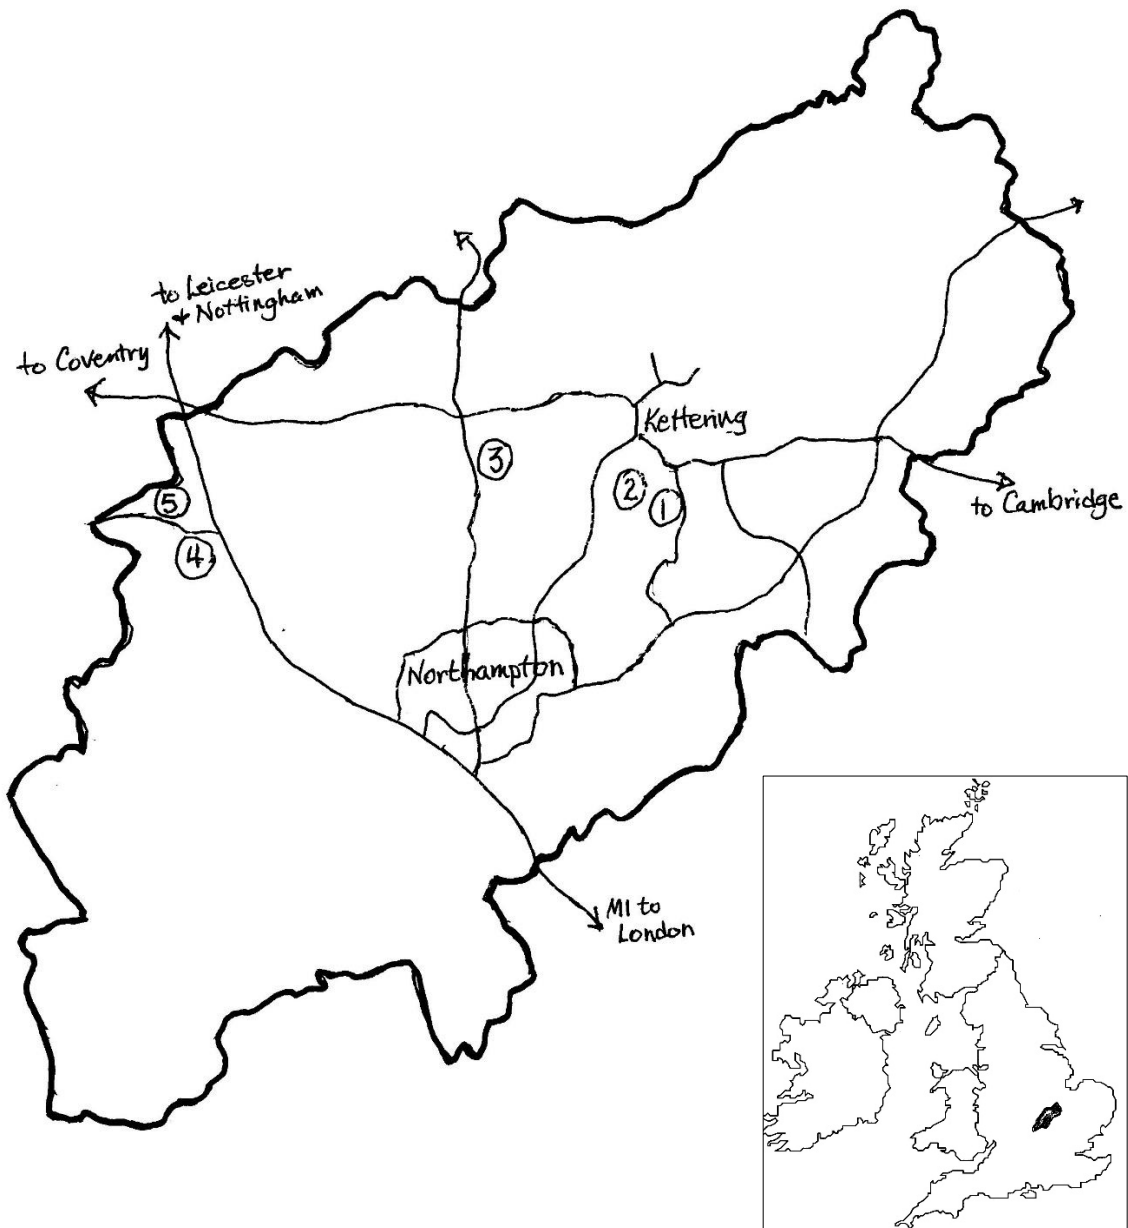 to Leicester
+ Nottingham
to Coventry
Kettering
3
2
1
5
to Cambridge
4
Northampton
M1 to
London